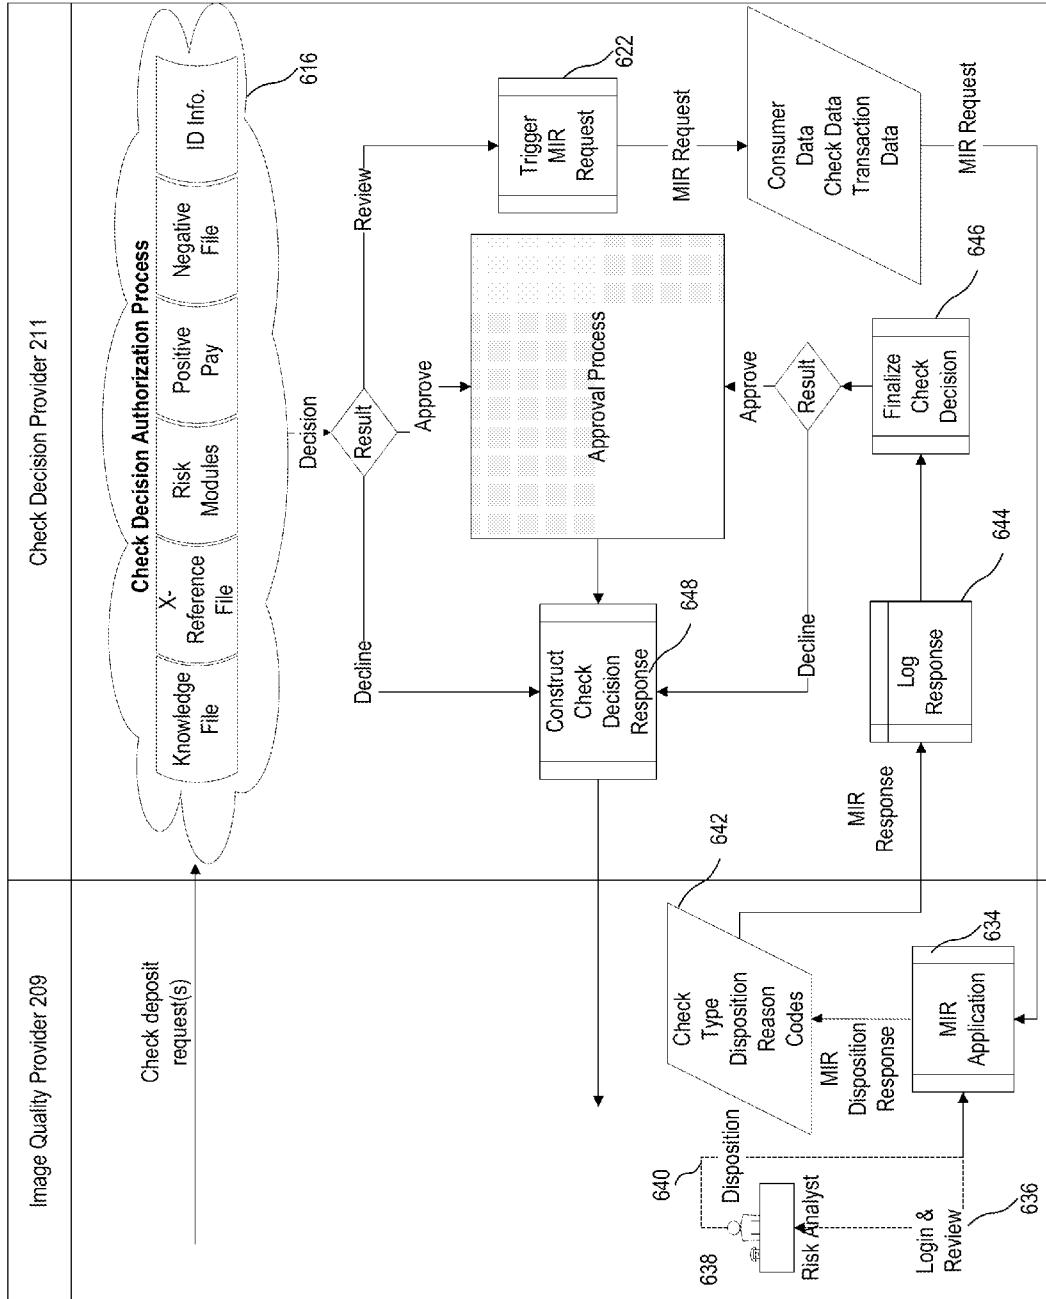 Image Quality Provider 209
Check Decision Provider 211
Check deposit
request(s)
Check Decision Authorization Process
Knowledge
File
X-
Reference
File
Risk
Modules
Positive
Pay
Negative
File
ID Info.
616
Decision
Result
Decline
Approve
Review
Trigger
MIR
Request
622
MIR Request
Consumer
Data
Check Data
Transaction
Data
MIR Request
Approval Process
Construct
Check
Decision
Response
648
Approve
Result
Decline
Finalize
Check
Decision
646
Log
Response
644
MIR
Response
642
Check
Type
Disposition
Reason
Codes
MIR
Disposition
Response
MIR
Application
634
640
Disposition
638
Risk Analyst
Login &
Review
636